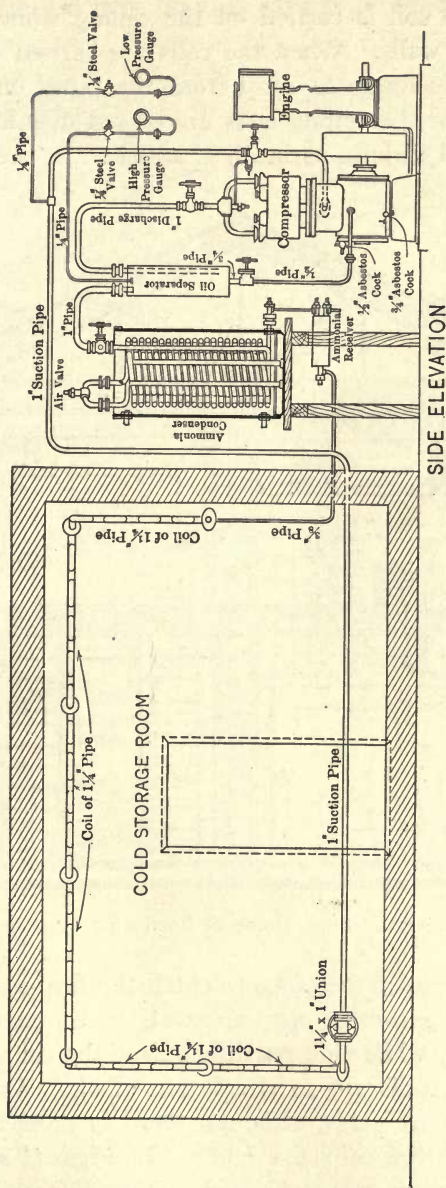 ¼" Steel Valve
Low
Pressure
Gauge
¼" Pipe
¼" Steel
Valve
High
Pressure
Gauge
¼" Pipe
1" Discharge Pipe
Engine
Compressor
1" Suction Pipe
1" Pipe
Air Valve
Oil Separator
¾" Pipe
½" Pipe
½" Asbestos
Cock
¾" Asbestos
Cock
Ammonia
Condenser
Ammonial
Receiver
Coil of 1¼" Pipe
⅜" Pipe
Coil of 1¼" Pipe
COLD STORAGE ROOM
1" Suction Pipe
Coil of 1¼" Pipe
1¼" x 1" Union
SIDE ELEVATION